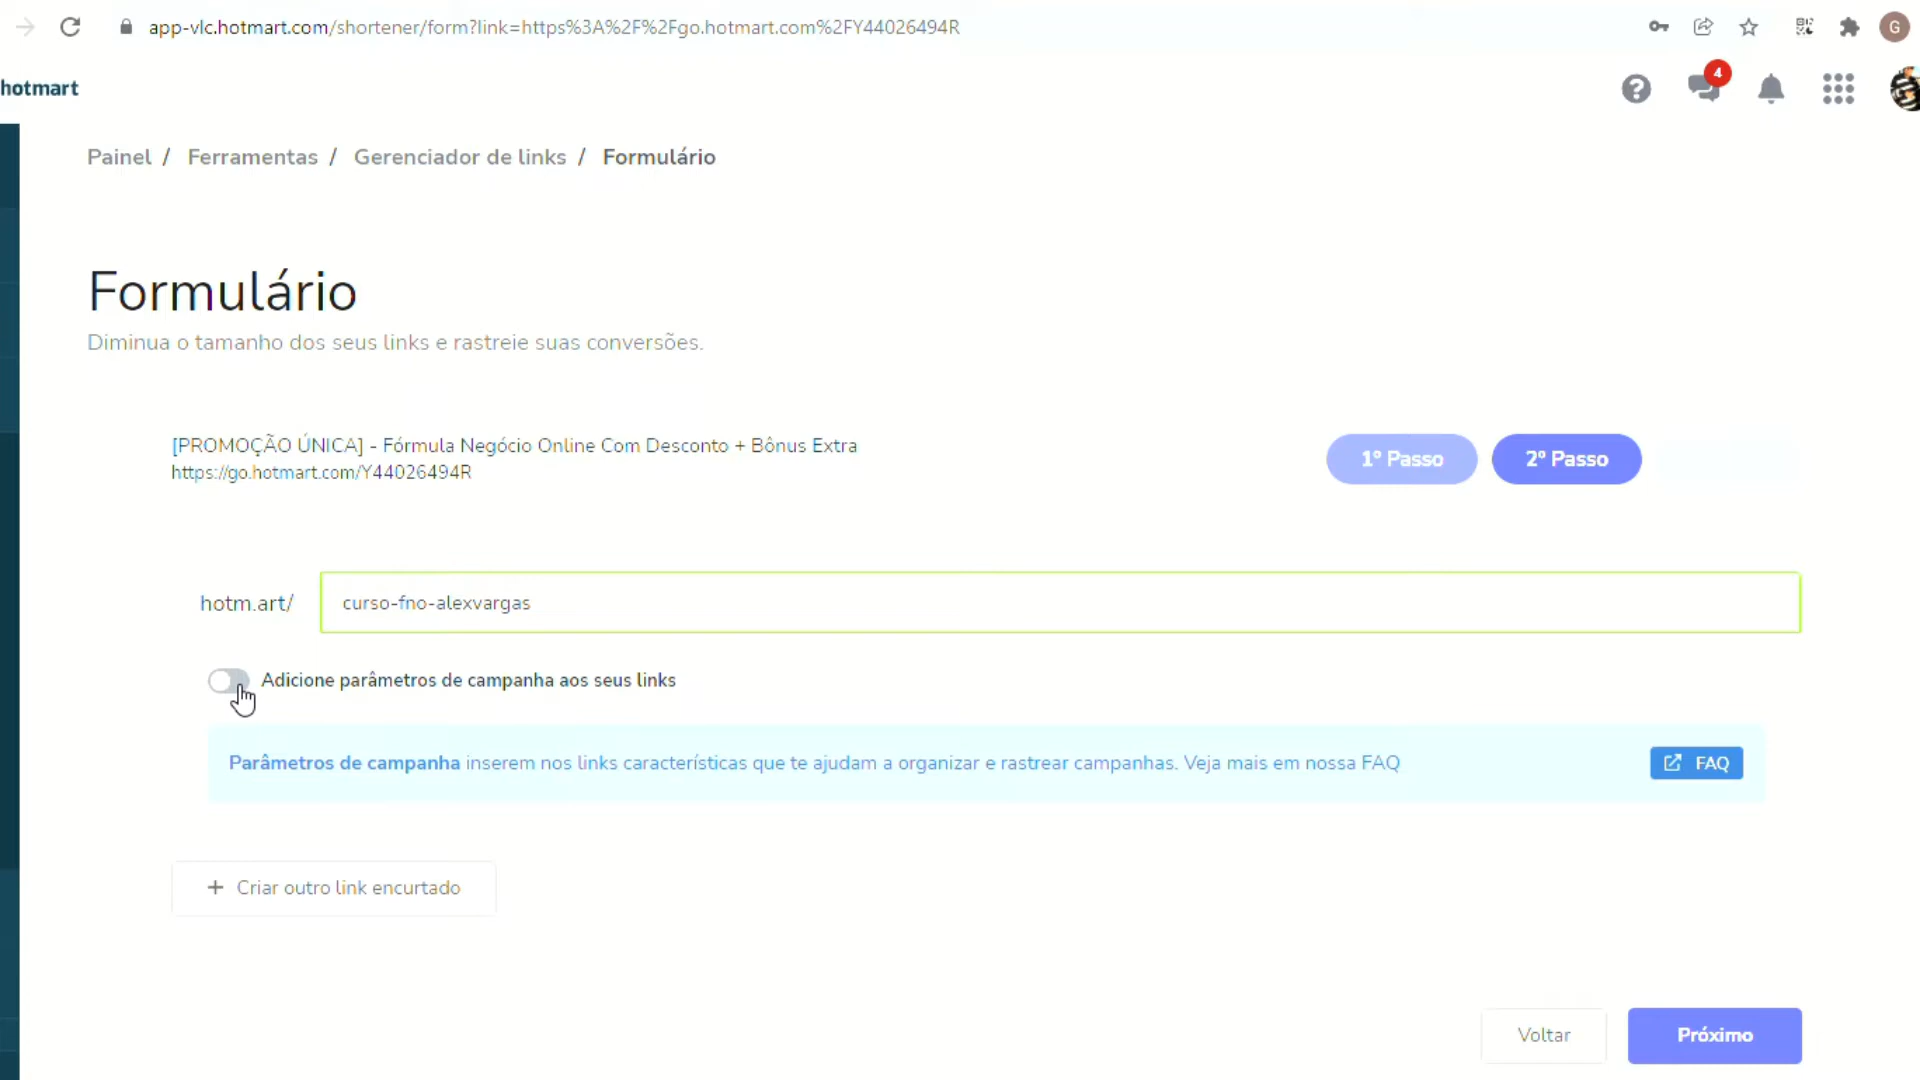 app-vlc.hotmart.com/shortener/form?link=https%3A%2F%2Fgo.hotmart.com%2FY44026494R
G
hotmart
4
Painel / Ferramentas / Gerenciador de links / Formulário
Formulário
Diminua o tamanho dos seus links e rastreie suas conversões.
[PROMOÇÃO ÚNICA] - Fórmula Negócio Online Com Desconto + Bônus Extra
https://go.hotmart.com/Y44026494R
1º Passo
2º Passo
hotm.art/
curso-fno-alexvargas
Adicione parâmetros de campanha aos seus links
Parâmetros de campanha inserem nos links características que te ajudam a organizar e rastrear campanhas. Veja mais em nossa FAQ
FAQ
+ Criar outro link encurtado
Voltar
Próximo